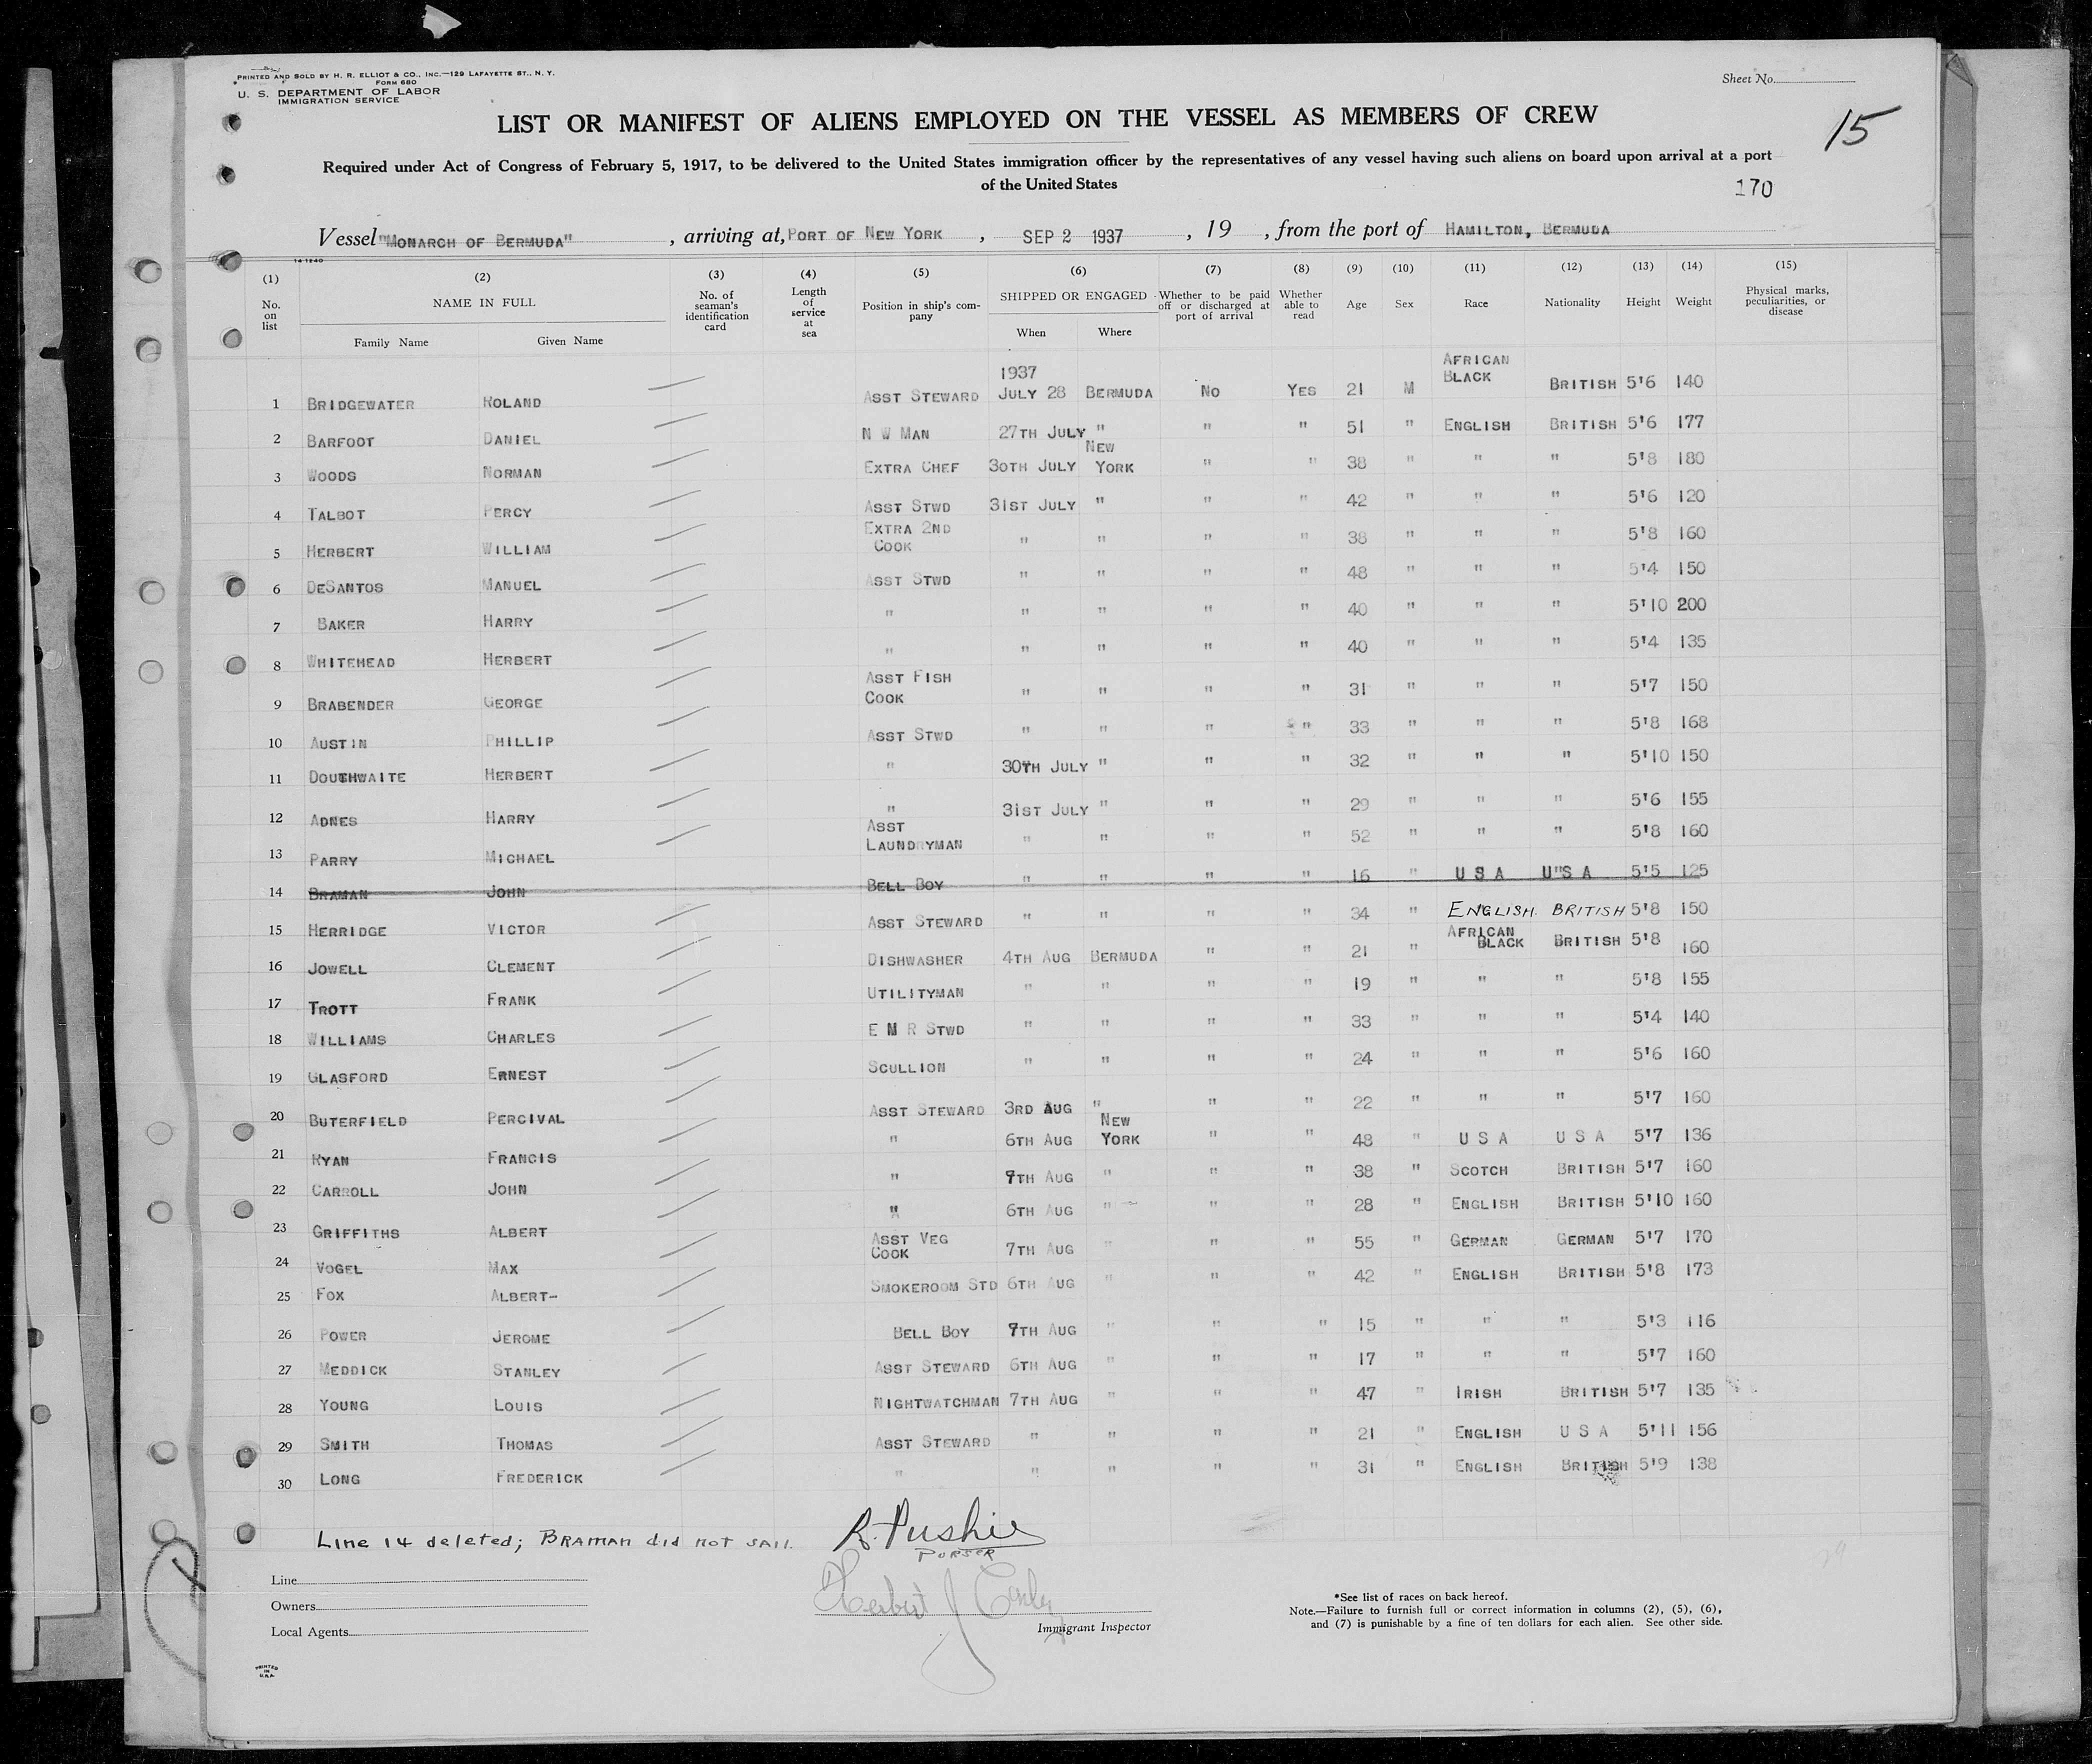 PRINTED AND SOLD BY H. R. ELLIOT & CO., INC.—129 LAFAYETTE ST., N. Y.
FORM 680
U. S. DEPARTMENT OF LABOR
IMMIGRATION SERVICE
Sheet No.
LIST OR MANIFEST OF ALIENS EMPLOYED ON THE VESSEL AS MEMBERS OF CREW
15
Required under Act of Congress of February 5, 1917, to be delivered to the United States immigration officer by the representatives of any vessel having such aliens on board upon arrival at a port
of the United States
170
Vessel "MONARCH OF BERMUDA" , arriving at, PORT OF NEW YORK , SEP 2 1937 , 19 , from the port of HAMILTON, BERMUDA
14 1240
(1) (2) (3) (4) (5) (6) (7) (8) (9) (10) (11) (12) (13) (14) (15)
No. on list NAME IN FULL Family Name Given Name No. of seaman's identification card Length of service at sea Position in ship's company SHIPPED OR ENGAGED When Where Whether to be paid off or discharged at port of arrival Whether able to read Age Sex Race Nationality Height Weight Physical marks, peculiarities, or disease
1 BRIDGEWATER ROLAND ASST STEWARD 1937 JULY 28 BERMUDA NO YES 21 M AFRICAN BLACK BRITISH 5'6 140
2 BARFOOT DANIEL N W MAN 27TH JULY " " " 51 " ENGLISH BRITISH 5'6 177
3 WOODS NORMAN EXTRA CHEF 30TH JULY NEW YORK " " 38 " " " 5'8 180
4 TALBOT PERCY ASST STWD 31ST JULY " " " 42 " " " 5'6 120
5 HERBERT WILLIAM EXTRA 2ND COOK " " " " 38 " " " 5'8 160
6 DESANTOS MANUEL ASST STWD " " " " 48 " " " 5'4 150
7 BAKER HARRY " " " " " 40 " " " 5'10 200
8 WHITEHEAD HERBERT " " " " " 40 " " " 5'4 135
9 BRABENDER GEORGE ASST FISH COOK " " " " 31 " " " 5'7 150
10 AUSTIN PHILLIP ASST STWD " " " " 33 " " " 5'8 168
11 DOUTHWAITE HERBERT " 30TH JULY " " " 32 " " " 5'10 150
12 ADNES HARRY " 31ST JULY " " " 29 " " " 5'6 155
13 PARRY MICHAEL ASST LAUNDRYMAN " " " " 52 " " " 5'8 160
14 BRAMAN JOHN BELL BOY " " " " 16 " U S A U"S A 5'5 125
15 HERRIDGE VICTOR ASST STEWARD " " " " 34 " ENGLISH. BRITISH 5'8 150
16 JOWELL CLEMENT DISHWASHER 4TH AUG BERMUDA " " 21 " AFRICAN BLACK BRITISH 5'8 160
17 TROTT FRANK UTILITYMAN " " " " 19 " " " 5'8 155
18 WILLIAMS CHARLES E M R STWD " " " " 33 " " " 5'4 140
19 GLASFORD ERNEST SCULLION " " " " 24 " " " 5'6 160
20 BUTERFIELD PERCIVAL ASST STEWARD 3RD AUG " " " 22 " " " 5'7 160
21 RYAN FRANCIS " 6TH AUG NEW YORK " " 48 " U S A U S A 5'7 136
22 CARROLL JOHN " 7TH AUG " " " 38 " SCOTCH BRITISH 5'7 160
23 GRIFFITHS ALBERT " 6TH AUG " " " 28 " ENGLISH BRITISH 5'10 160
24 VOGEL MAX ASST VEG COOK 7TH AUG " " " 55 " GERMAN GERMAN 5'7 170
25 FOX ALBERT- SMOKEROOM STD 6TH AUG " " " 42 " ENGLISH BRITISH 5'8 173
26 POWER JEROME BELL BOY 7TH AUG " " " 15 " " " 5'3 116
27 MEDDICK STANLEY ASST STEWARD 6TH AUG " " " 17 " " " 5'7 160
28 YOUNG LOUIS NIGHTWATCHMAN 7TH AUG " " " 47 " IRISH BRITISH 5'7 135
29 SMITH THOMAS ASST STEWARD " " " " 21 " ENGLISH U S A 5'11 156
30 LONG FREDERICK " " " " " 31 " ENGLISH BRITISH 5'9 138
Line 14 deleted; BRAMAN did not sail. R. Pushie
PURSER
Line
Owners
Local Agents
Herbert J
Immigrant Inspector
*See list of races on back hereof.
Note.—Failure to furnish full or correct information in columns (2), (5), (6),
and (7) is punishable by a fine of ten dollars for each alien. See other side.
PRINTED
IN
U.S.A.